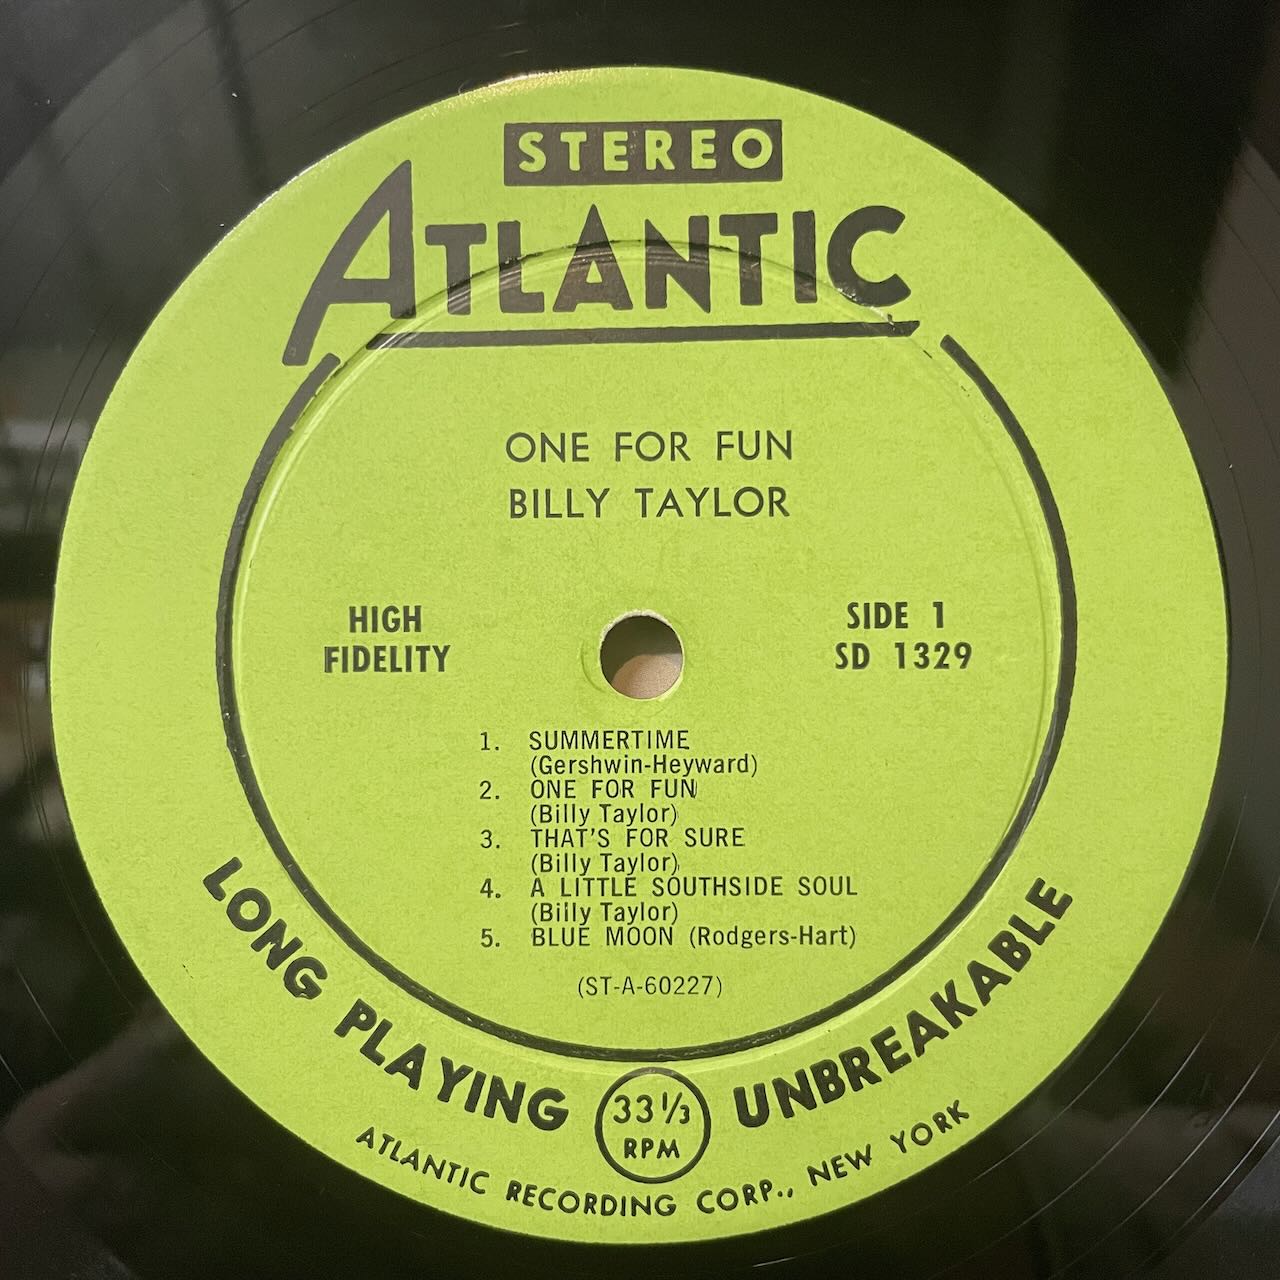 STEREO
ATLANTIC
ONE FOR FUN
BILLY TAYLOR
HIGH
FIDELITY
SIDE 1
SD 1329
1. SUMMERTIME
(Gershwin-Heyward)
2. ONE FOR FUN
(Billy Taylor)
3. THAT'S FOR SURE
(Billy Taylor)
4. A LITTLE SOUTHSIDE SOUL
(Billy Taylor)
5. BLUE MOON (Rodgers-Hart)
(ST-A-60227)
LONG PLAYING
33 1/3
RPM
UNBREAKABLE
ATLANTIC RECORDING CORP., NEW YORK